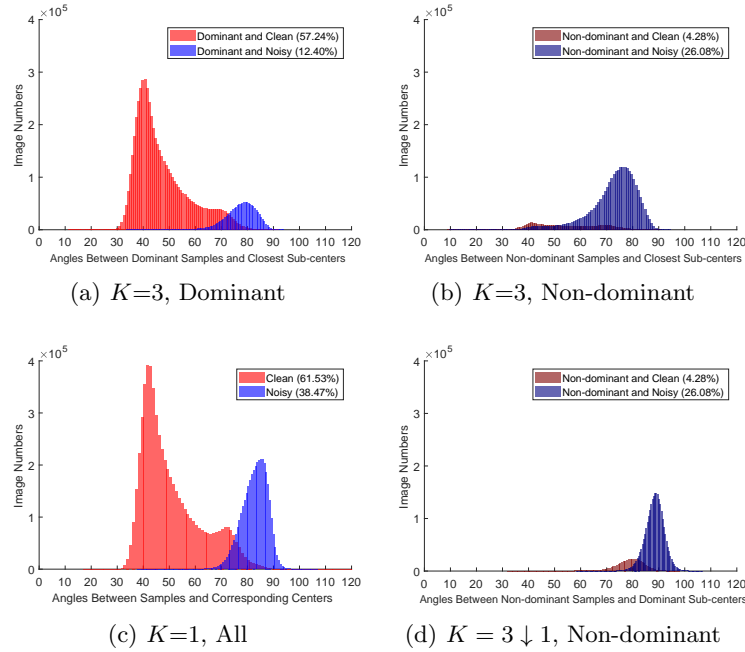 ×10⁵
Dominant and Clean (57.24%)
Dominant and Noisy (12.40%)
Image Numbers
4
3
2
1
0
0 10 20 30 40 50 60 70 80 90 100 110 120
Angles Between Dominant Samples and Closest Sub-centers
(a) K=3, Dominant
×10⁵
Non-dominant and Clean (4.28%)
Non-dominant and Noisy (26.08%)
Image Numbers
4
3
2
1
0
0 10 20 30 40 50 60 70 80 90 100 110 120
Angles Between Non-dominant Samples and Closest Sub-centers
(b) K=3, Non-dominant
×10⁵
Clean (61.53%)
Noisy (38.47%)
Image Numbers
4
3
2
1
0
0 10 20 30 40 50 60 70 80 90 100 110 120
Angles Between Samples and Corresponding Centers
(c) K=1, All
×10⁵
Non-dominant and Clean (4.28%)
Non-dominant and Noisy (26.08%)
Image Numbers
4
3
2
1
0
0 10 20 30 40 50 60 70 80 90 100 110 120
Angles Between Non-dominant Samples and Dominant Sub-centers
(d) K = 3 ↓ 1, Non-dominant